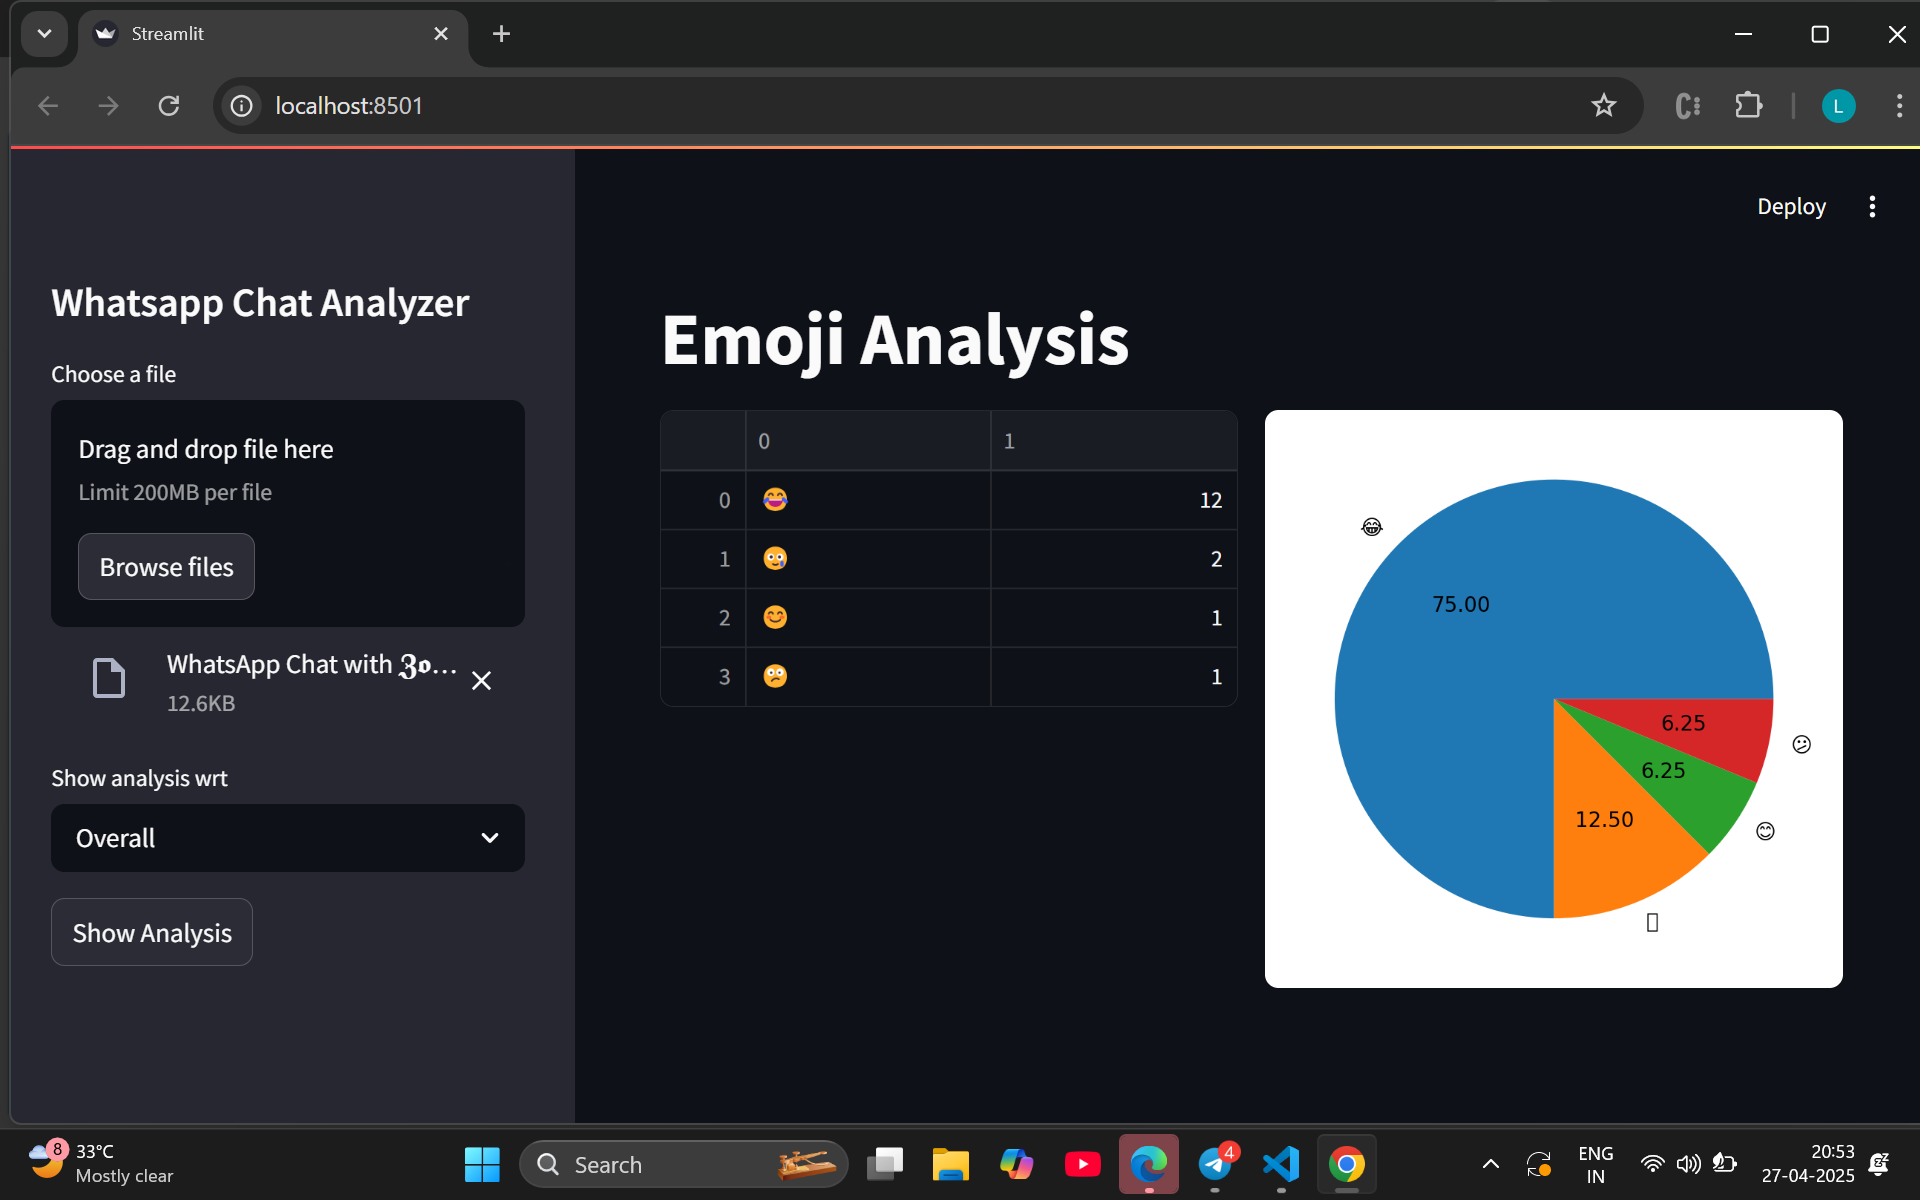 Streamlit
localhost:8501
L
Deploy
Whatsapp Chat Analyzer
Choose a file
Drag and drop file here
Limit 200MB per file
Browse files
WhatsApp Chat with 𝕵𝖔...
12.6KB
Show analysis wrt
Overall
Show Analysis
Emoji Analysis
0 1
0 😂 12
1 🥲 2
2 😊 1
3 🫤 1
😂
75.00
6.25
😕
6.25
😊
12.50
8
33°C
Mostly clear
Search
4
ENG
IN
20:53
27-04-2025